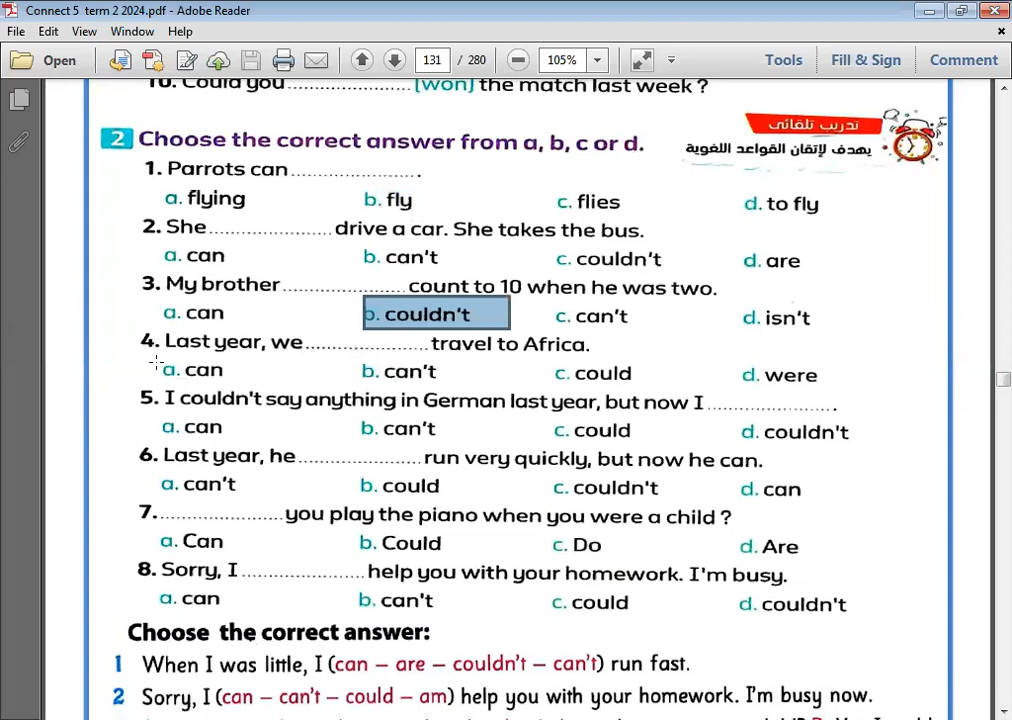 Connect 5 term 2 2024.pdf - Adobe Reader
File Edit View Window Help
Open 131 / 280 105% Tools Fill & Sign Comment
10. Could you ........................ (won) the match last week ?
2 Choose the correct answer from a, b, c or d.
تدريب تلقائى
يهدف لإتقان القواعد اللغوية
1. Parrots can ........................ .
a. flying b. fly c. flies d. to fly
2. She ........................ drive a car. She takes the bus.
a. can b. can't c. couldn't d. are
3. My brother ........................ count to 10 when he was two.
a. can b. couldn't c. can't d. isn't
4. Last year, we ........................ travel to Africa.
a. can b. can't c. could d. were
5. I couldn't say anything in German last year, but now I ........................ .
a. can b. can't c. could d. couldn't
6. Last year, he ........................ run very quickly, but now he can.
a. can't b. could c. couldn't d. can
7. ........................ you play the piano when you were a child ?
a. Can b. Could c. Do d. Are
8. Sorry, I ........................ help you with your homework. I'm busy.
a. can b. can't c. could d. couldn't
Choose the correct answer:
1 When I was little, I (can – are – couldn't – can't) run fast.
2 Sorry, I (can – can't – could – am) help you with your homework. I'm busy now.